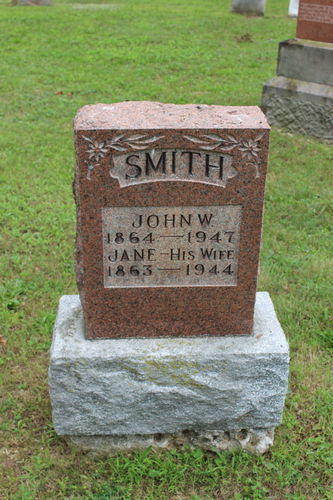 SMITH
JOHN W.
1864 — 1947
JANE - HIS WIFE
1863 — 1944